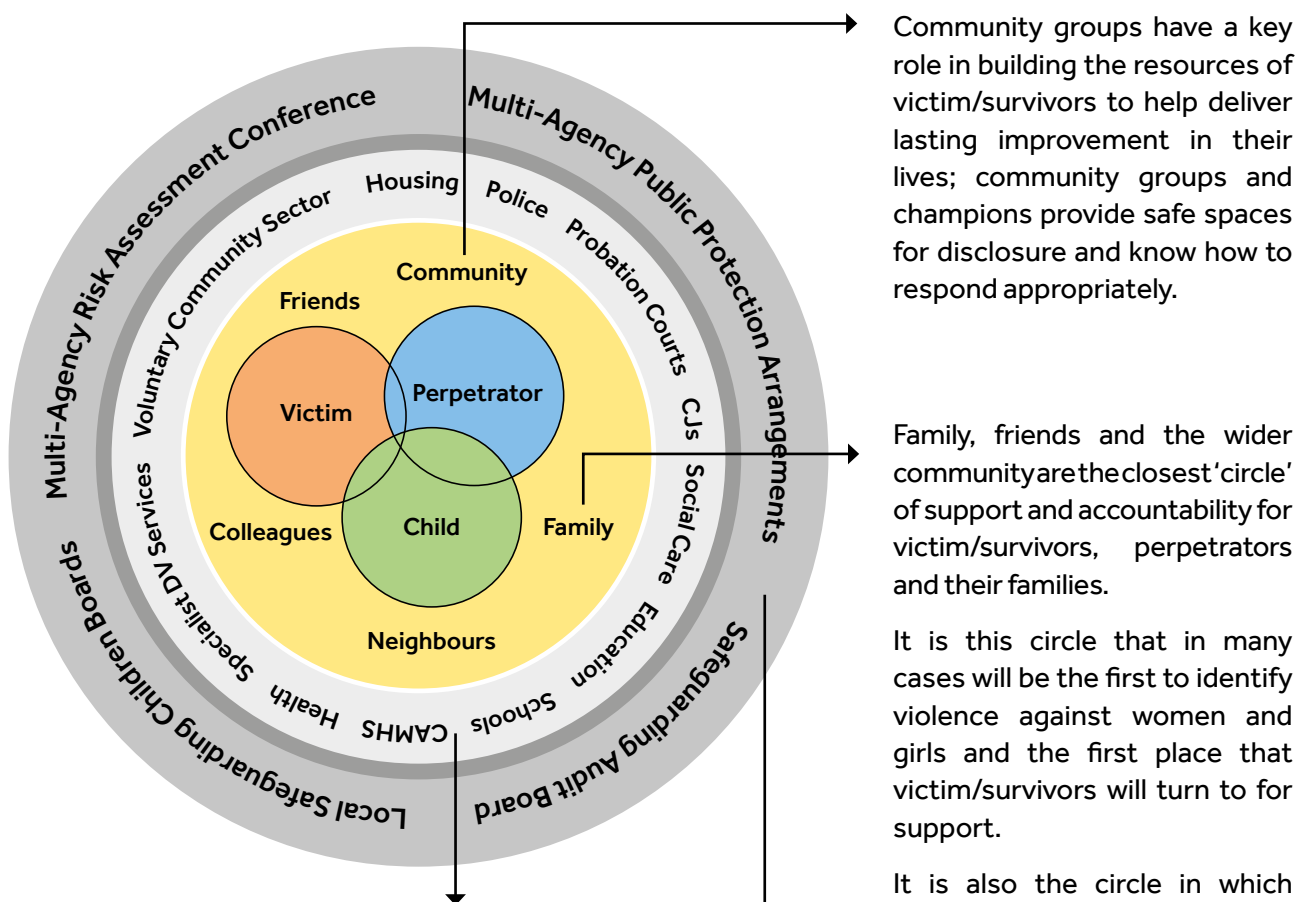 Multi-Agency Risk Assessment Conference
Multi-Agency Public Protection Arrangements
Safeguarding Audit Board
Local Safeguarding Children Boards
Voluntary Community Sector
Housing
Police
Probation Courts
CJs
Social Care
Education
Schools
CAMHS
Health
Specialist DV Services
Community
Friends
Victim
Perpetrator
Child
Colleagues
Family
Neighbours
Community groups have a key
role in building the resources of
victim/survivors to help deliver
lasting improvement in their
lives; community groups and
champions provide safe spaces
for disclosure and know how to
respond appropriately.
Family, friends and the wider
community are the closest ‘circle’
of support and accountability for
victim/survivors, perpetrators
and their families.
It is this circle that in many
cases will be the first to identify
violence against women and
girls and the first place that
victim/survivors will turn to for
support.
It is also the circle in which